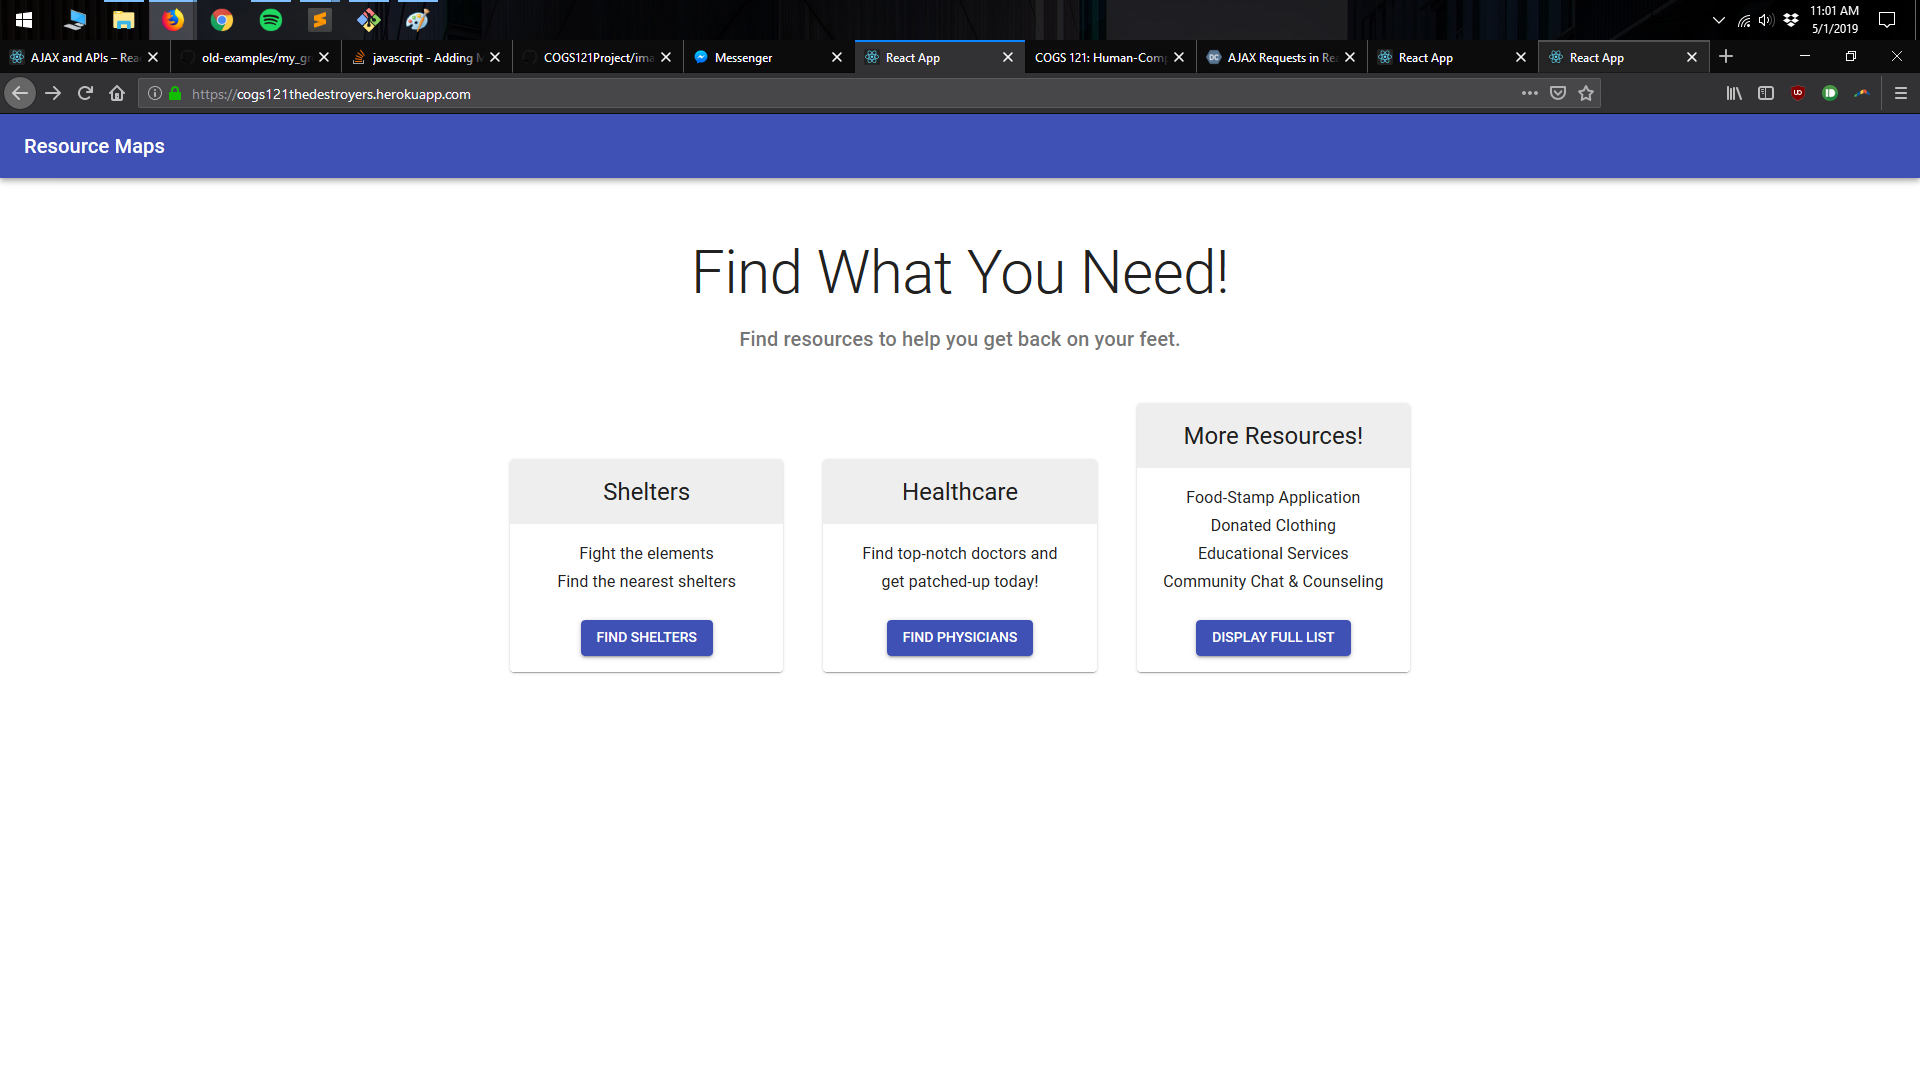 11:01 AM
5/1/2019
AJAX and APIs – Rea
old-examples/my_gr
javascript - Adding M
COGS121Project/ima
Messenger
React App
COGS 121: Human-Comp
AJAX Requests in Rea
React App
React App
https://cogs121thedestroyers.herokuapp.com
Resource Maps
Find What You Need!
Find resources to help you get back on your feet.
Shelters
Fight the elements
Find the nearest shelters
FIND SHELTERS
Healthcare
Find top-notch doctors and
get patched-up today!
FIND PHYSICIANS
More Resources!
Food-Stamp Application
Donated Clothing
Educational Services
Community Chat & Counseling
DISPLAY FULL LIST